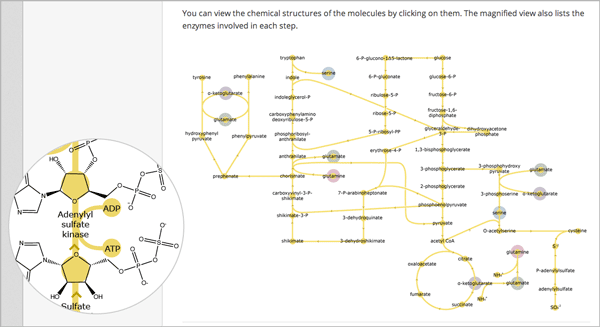 You can view the chemical structures of the molecules by clicking on them. The magnified view also lists the
enzymes involved in each step.
tryptophan
6-P-glucono-1,5-lactone
glucose
tyrosine
phenylalanine
indole
serine
6-P-gluconate
glucose-6-P
α-ketoglutarate
indoleglycerol-P
ribulose-5-P
fructose-6-P
glutamate
carboxyphenylamino
deoxyribulose-5-P
ribose-5-P
fructose-1,6-
diphosphate
hydroxyphenyl
pyruvate
phenylpyruvate
phosphoribosyl-
anthranilate
5-P-ribosyl-PP
glyceraldehyde-
3-P
dihydroxyacetone
phosphate
anthranilate
glutamate
erythrose-4-P
1,3-bisphosphoglycerate
prephenate
chorismate
glutamine
3-phosphoglycerate
3-phosphohydroxy
pyruvate
glutamate
carboxyvinyl-3-P-
shikimate
7-P-arabinoheptonate
2-phosphoglycerate
3-phosphoserine
α-ketoglutarate
shikimate-3-P
3-dehydroquinate
phosphoenolpyruvate
serine
pyruvate
O-acetylserine
cysteine
shikimate
3-dehydroshikimate
acetyl CoA
S²⁻
oxaloacetate
citrate
glutamine
NH₄⁺
P-adenylylsulfate
α-ketoglutarate
glutamate
adenylylsulfate
fumarate
succinate
NH₄⁺
SO₄²⁻
HO
O
P
O
S
N
N
O
O
P
O
O-
Adenylyl
sulfate
kinase
ADP
ATP
N
N
O
O
P
O
S
O
O-
O-
HO
OH
Sulfate